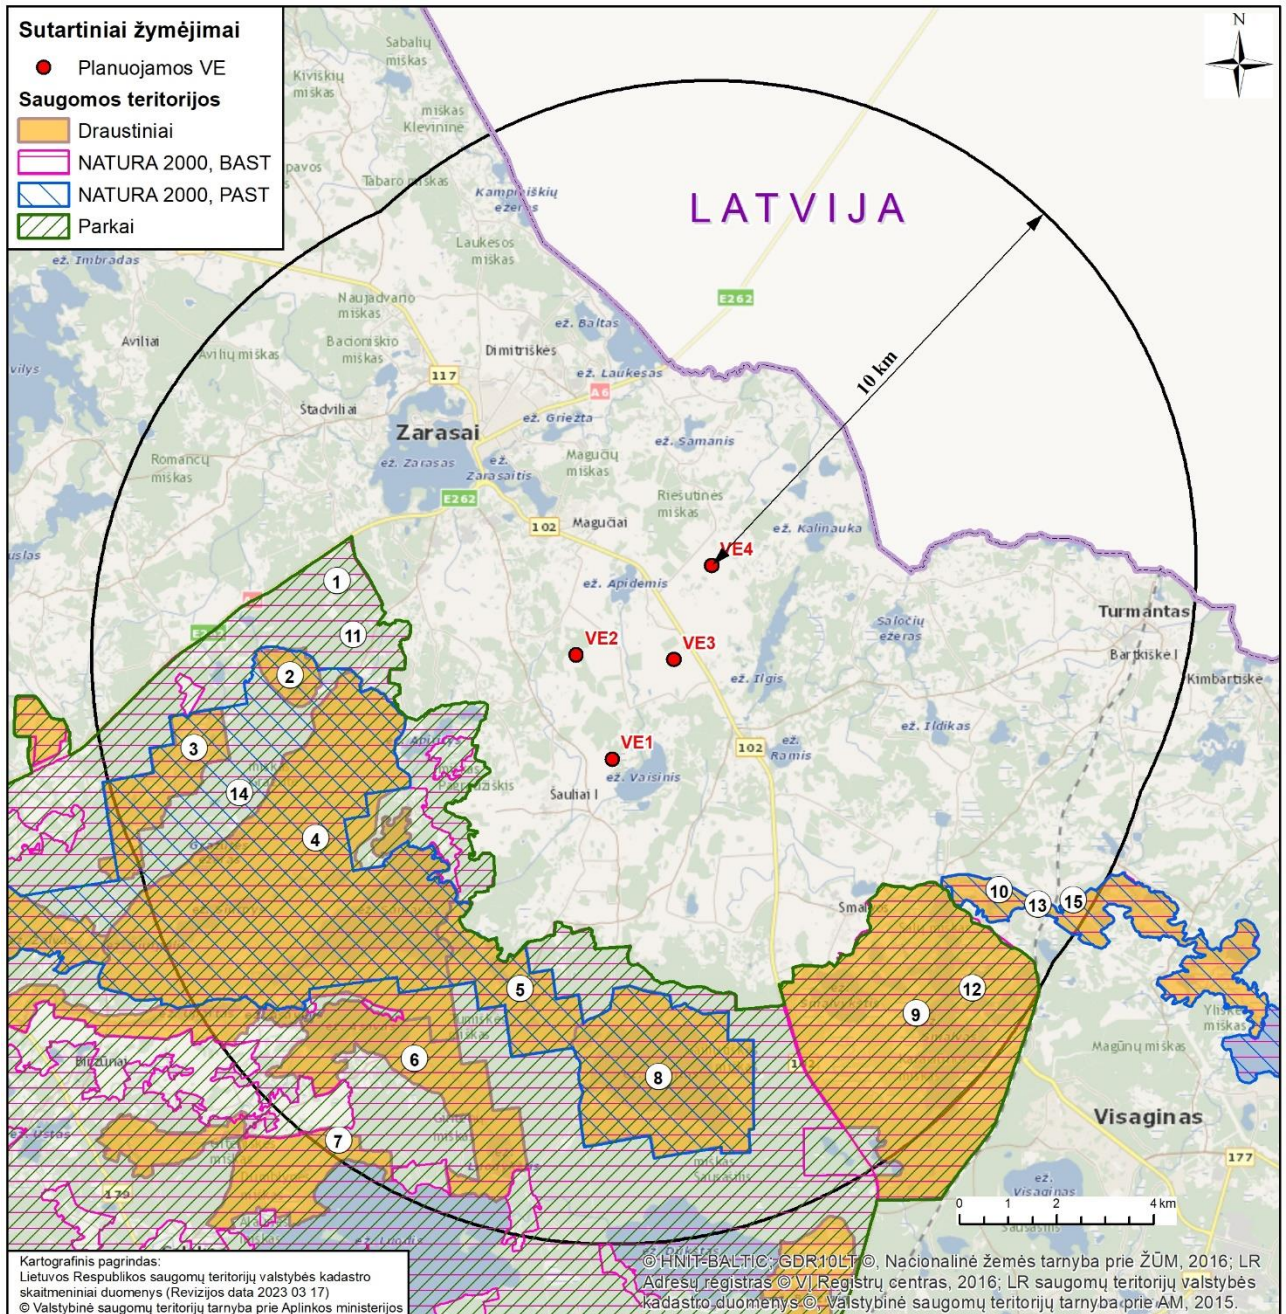 Sutartiniai žymėjimai
Planuojamos VE
Saugomos teritorijos
Draustiniai
NATURA 2000, BAST
NATURA 2000, PAST
Parkai
N
Sabalių
miškas
Kiviškių
miškas
miškas
Klevininė
Tabaro miškas
Kampiniškių
ežeras
LATVIJA
Laukesos
miškas
ež. Imbradas
E262
Naujadvario
miškas
ež. Baltas
Aviliai
Avilių miškas
Bacioniškio
miškas
Dimitriškės
10 km
117
ež. Laukesas
A6
Štadviliai
ež. Griežta
Zarasai
ež. Samanis
ež. Zarasas
ež.
Zarasaitis
Magučių
miškas
Romancų
miškas
E262
Riešutinės
miškas
102
Magučiai
ež. Kalinauka
VE4
ež. Apidemis
1
Turmantas
Saločių
ežeras
11
VE2
VE3
Bartkiškė I
2
ež. Ilgis
Kimbartiškė
3
ež. Ildikas
VE1
102
ež.
Ramis
ež. Vaisinis
14
Šauliai I
4
10
13
15
5
12
9
Magūnų miškas
6
8
Visaginas
7
177
179
ež.
Visaginas
0 1 2 4 km
Kartografinis pagrindas:
Lietuvos Respublikos saugomų teritorijų valstybės kadastro
skaitmeniniai duomenys (Revizijos data 2023 03 17)
© Valstybinė saugomų teritorijų tarnyba prie Aplinkos ministerijos
© HNIT-BALTIC; GDR10LT ©, Nacionalinė žemės tarnyba prie ŽŪM, 2016; LR
Adresų registras © VĮ Registrų centras, 2016; LR saugomų teritorijų valstybės
kadastro duomenys ©, Valstybinė saugomų teritorijų tarnyba prie AM, 2015.